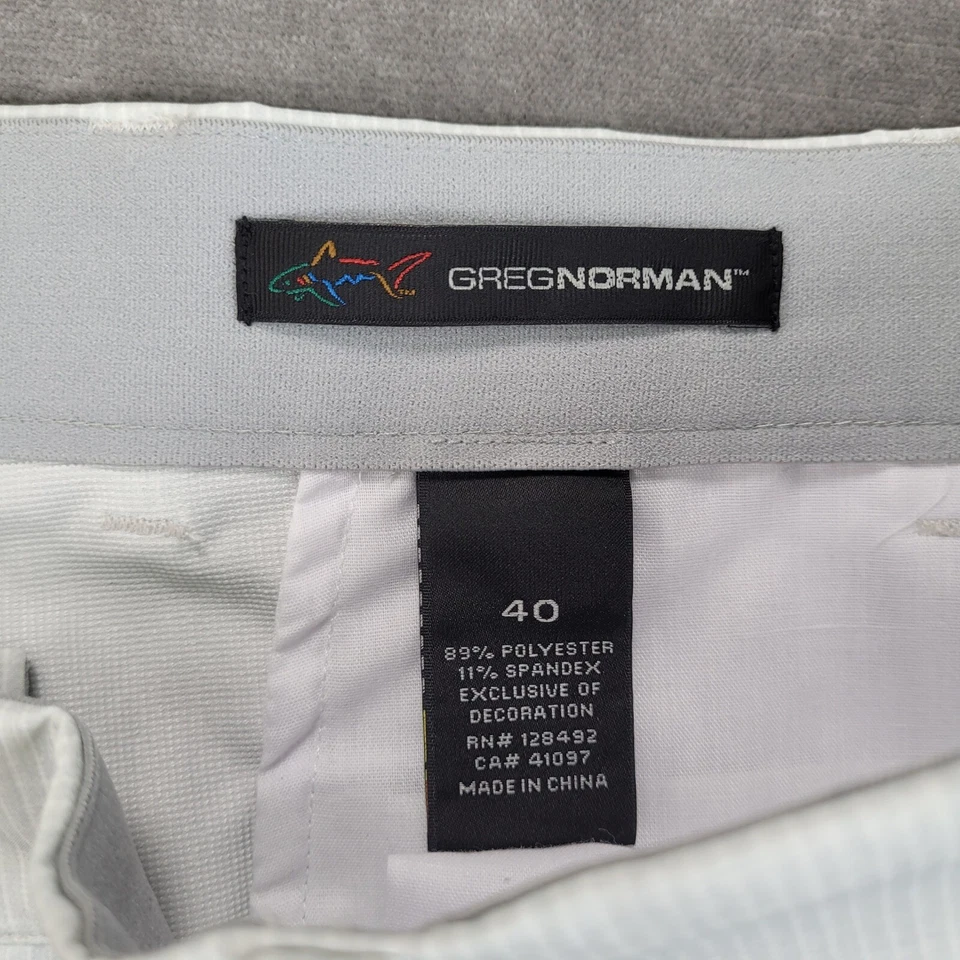 GREGNORMAN™
40
89% POLYESTER
11% SPANDEX
EXCLUSIVE OF
DECORATION
RN# 128492
CA# 41097
MADE IN CHINA